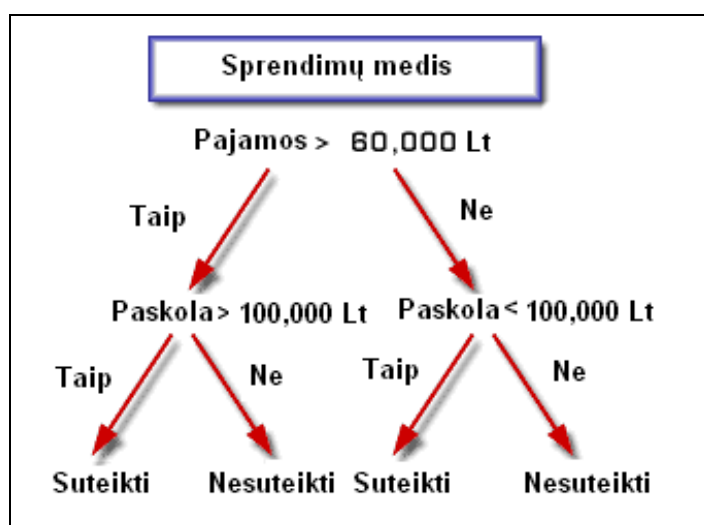 Sprendimų medis
Pajamos > 60,000 Lt
Taip Ne
Paskola > 100,000 Lt Paskola < 100,000 Lt
Taip Ne Taip Ne
Suteikti Nesuteikti Suteikti Nesuteikti